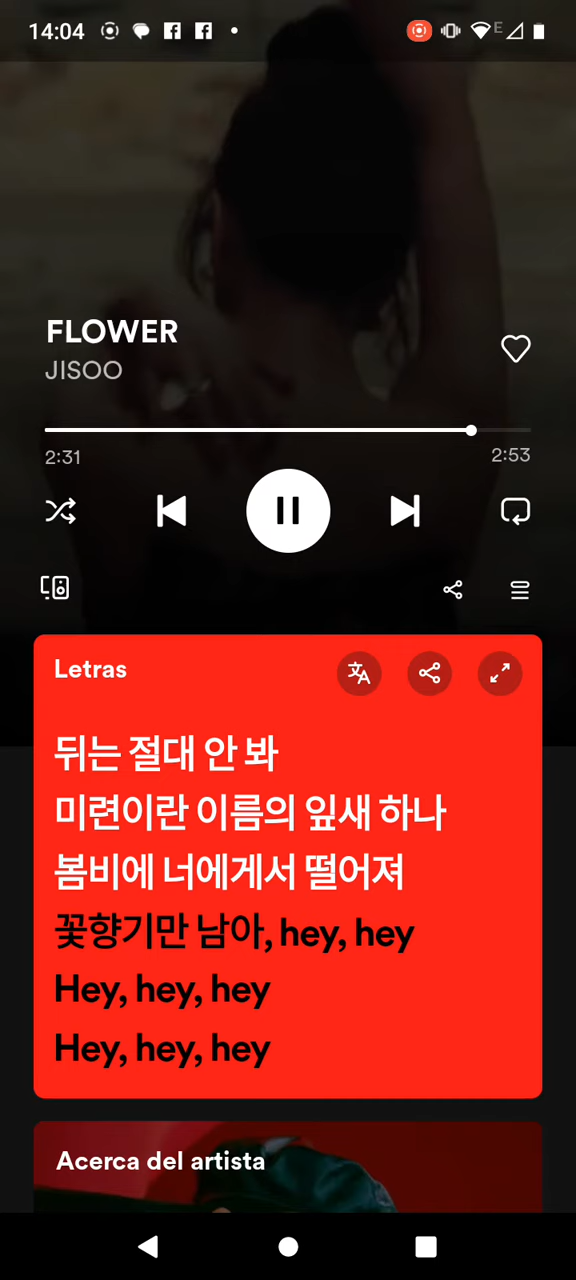 14:04
E
FLOWER
JISOO
2:31
2:53
Letras
뒤는 절대 안 봐
미련이란 이름의 잎새 하나
봄비에 너에게서 떨어져
꽃향기만 남아, hey, hey
Hey, hey, hey
Hey, hey, hey
Acerca del artista